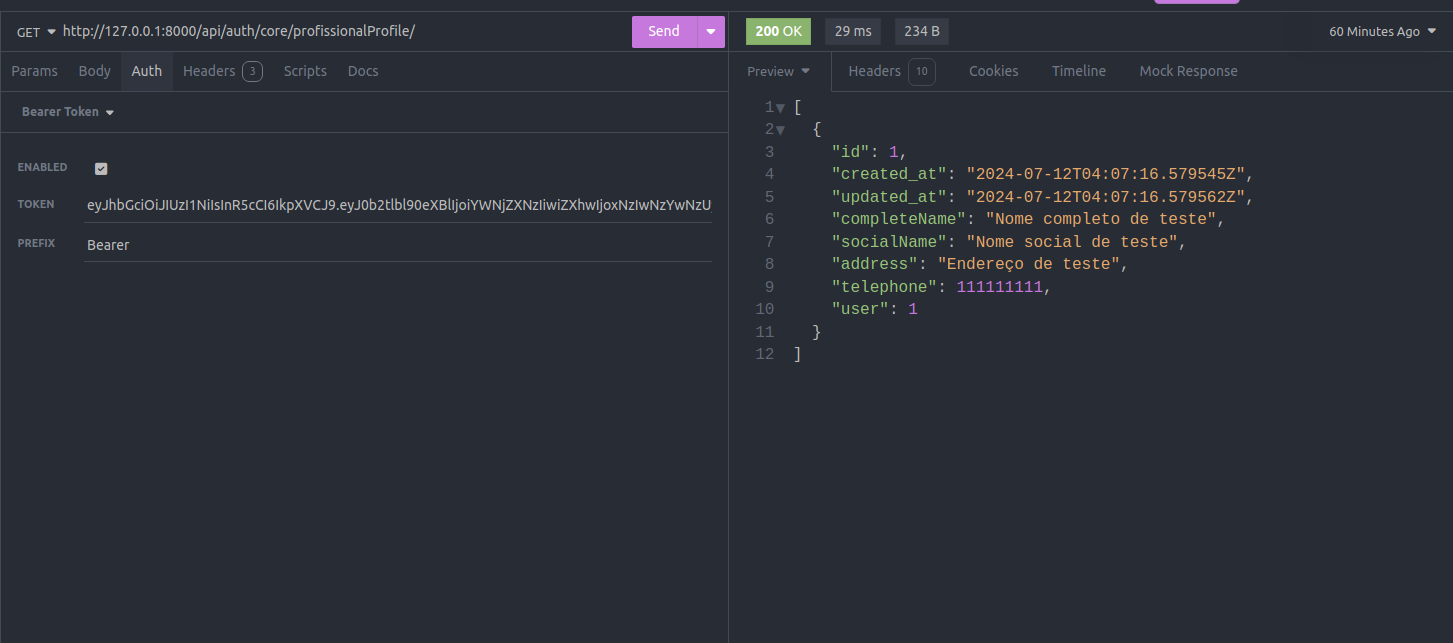 GET http://127.0.0.1:8000/api/auth/core/profissionalProfile/ Send
Params Body Auth Headers 3 Scripts Docs
Bearer Token
ENABLED
TOKEN eyJhbGciOiJIUzI1NiIsInR5cCI6IkpXVCJ9.eyJ0b2tlbl90eXBlIjoiYWNjZXNzIiwiZXhwIjoxNzIwNzYwNzU
PREFIX Bearer
200 OK 29 ms 234 B 60 Minutes Ago
Preview Headers 10 Cookies Timeline Mock Response
1 [
2 {
3 "id": 1,
4 "created_at": "2024-07-12T04:07:16.579545Z",
5 "updated_at": "2024-07-12T04:07:16.579562Z",
6 "completeName": "Nome completo de teste",
7 "socialName": "Nome social de teste",
8 "address": "Endereço de teste",
9 "telephone": 111111111,
10 "user": 1
11 }
12 ]